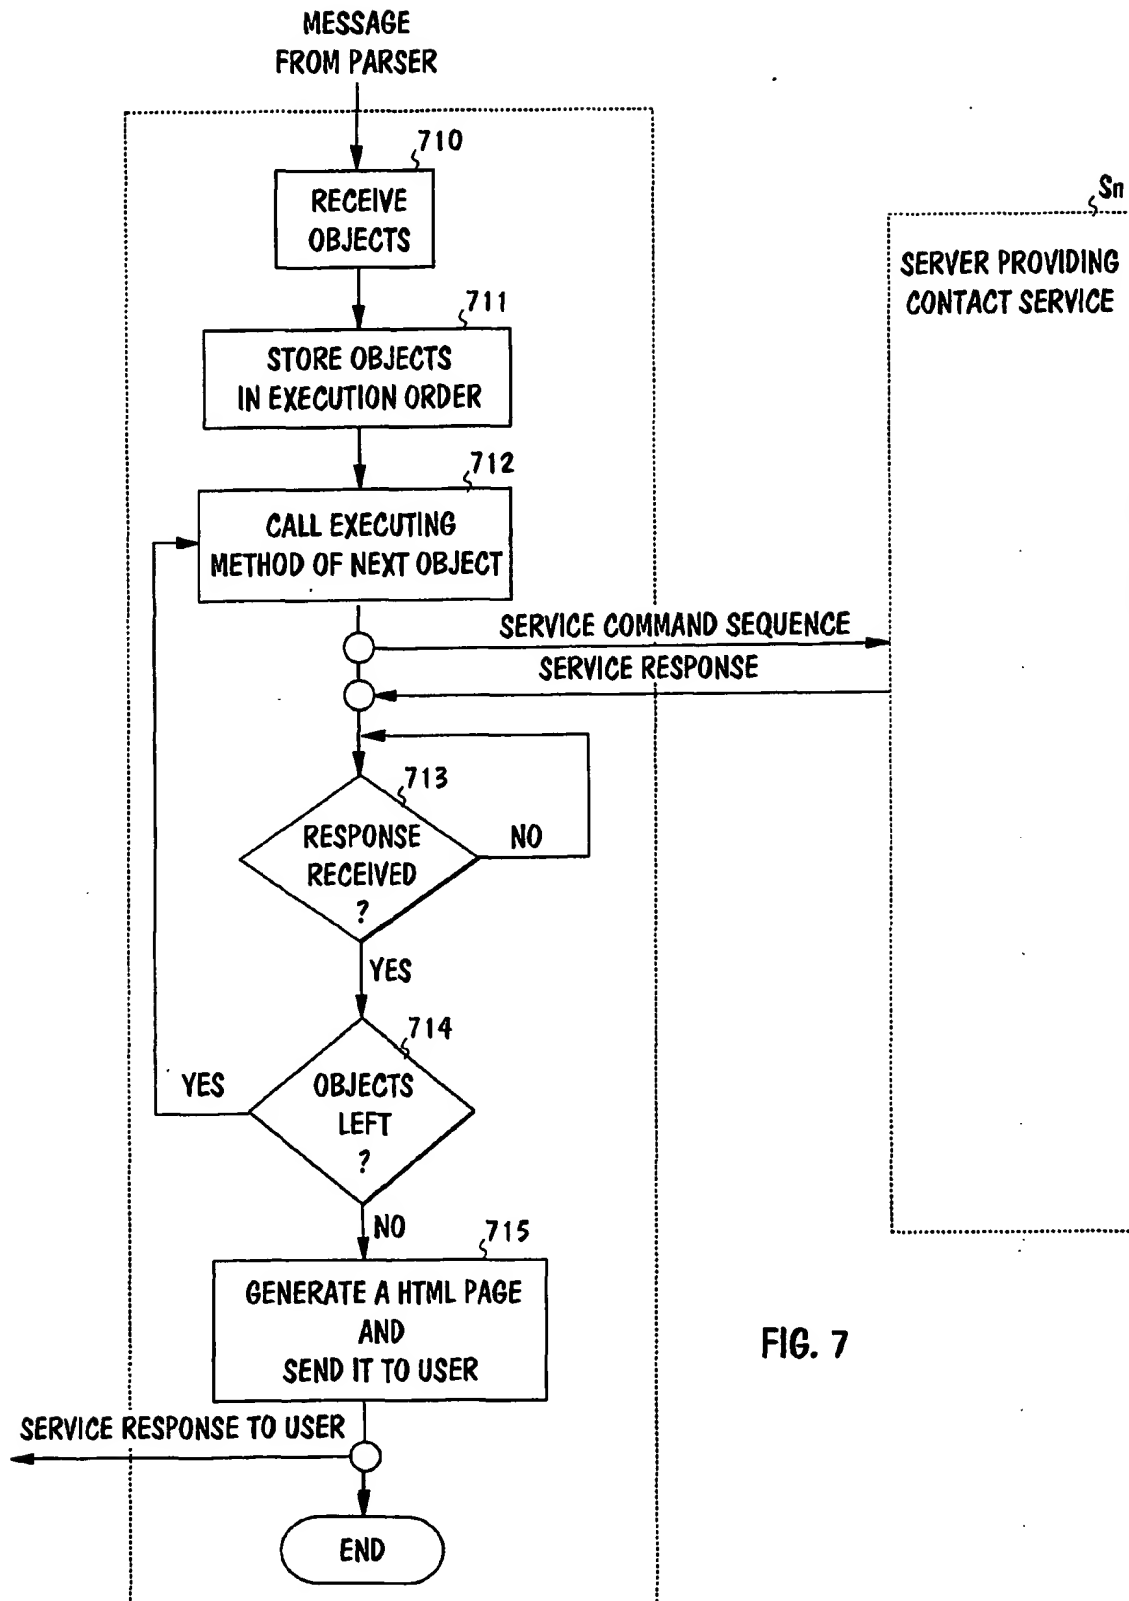 MESSAGE
FROM PARSER
710
RECEIVE
OBJECTS
Sn
SERVER PROVIDING
CONTACT SERVICE
711
STORE OBJECTS
IN EXECUTION ORDER
712
CALL EXECUTING
METHOD OF NEXT OBJECT
SERVICE COMMAND SEQUENCE
SERVICE RESPONSE
713
RESPONSE
RECEIVED
?
NO
YES
714
OBJECTS
LEFT
?
YES
NO
715
GENERATE A HTML PAGE
AND
SEND IT TO USER
FIG. 7
SERVICE RESPONSE TO USER
END